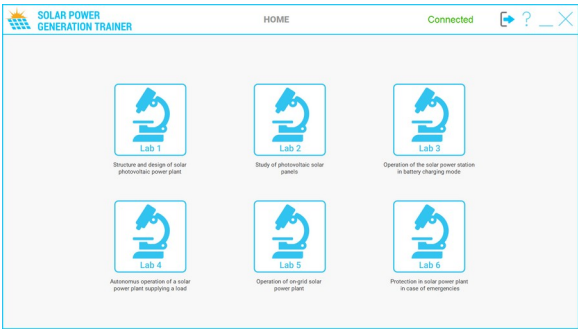 SOLAR POWER
GENERATION TRAINER
HOME
Connected
?
Lab 1
Structure and design of solar
photovoltaic power plant
Lab 2
Study of photovoltaic solar
panels
Lab 3
Operation of the solar power station
in battery charging mode
Lab 4
Autonomus operation of a solar
power plant supplying a load
Lab 5
Operation of on-grid solar
power plant
Lab 6
Protection in solar power plant
in case of emergencies